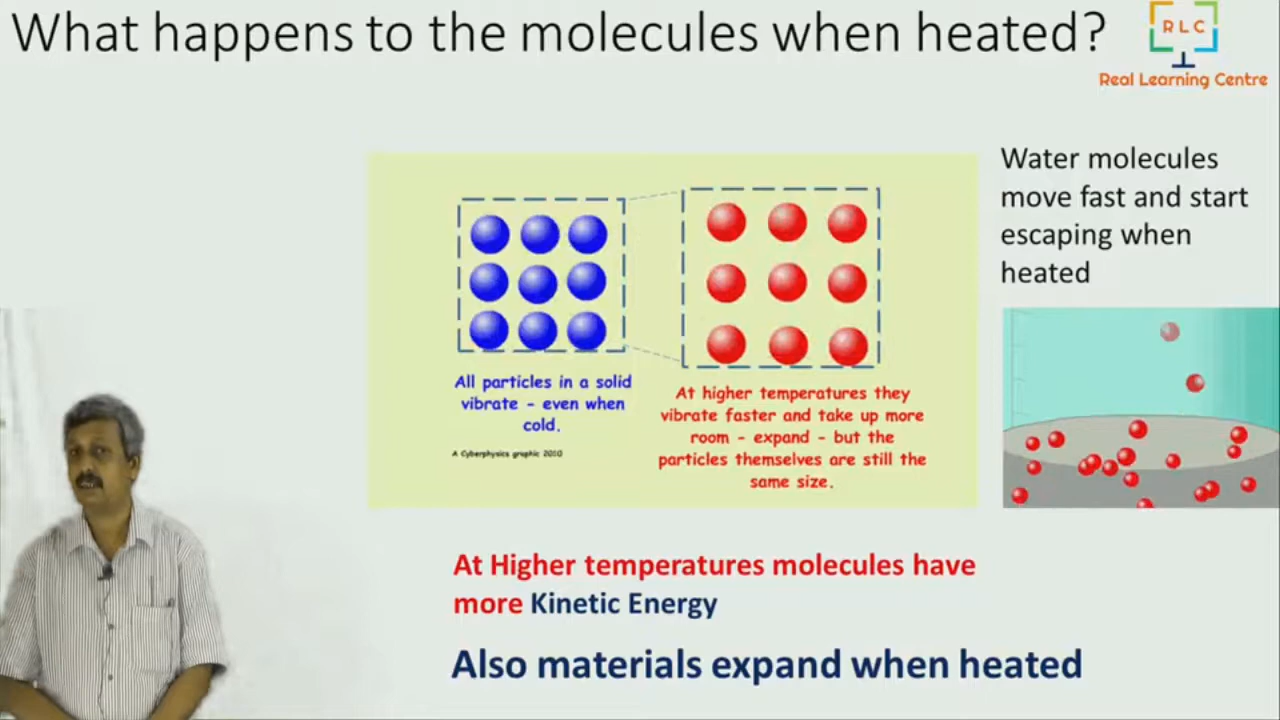 What happens to the molecules when heated?
RLC
Real Learning Centre
Water molecules
move fast and start
escaping when
heated
All particles in a solid
vibrate - even when
cold.
A Cyberphysics graphic 2010
At higher temperatures they
vibrate faster and take up more
room - expand - but the
particles themselves are still the
same size.
At Higher temperatures molecules have
more Kinetic Energy
Also materials expand when heated